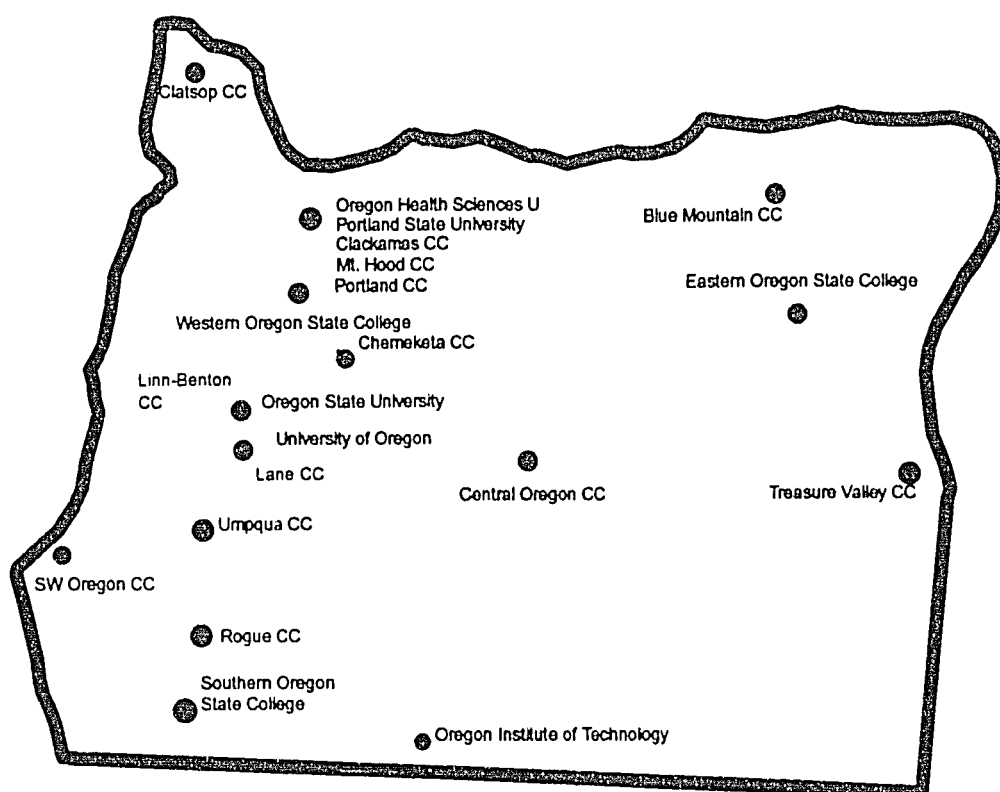 Clatsop CC
Oregon Health Sciences U
Portland State University
Clackamas CC
Mt. Hood CC
Portland CC
Blue Mountain CC
Eastern Oregon State College
Western Oregon State College
Chemeketa CC
Linn-Benton
CC
Oregon State University
University of Oregon
Lane CC
Central Oregon CC
Treasure Valley CC
Umpqua CC
SW Oregon CC
Rogue CC
Southern Oregon
State College
Oregon Institute of Technology